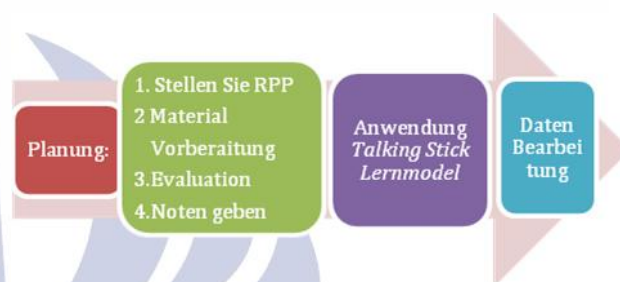 Planung:
1. Stellen Sie RPP
2 Material
Vorberaitung
3.Evaluation
4.Noten geben
Anwendung
Talking Stick
Lernmodel
Daten
Bearbei
tung